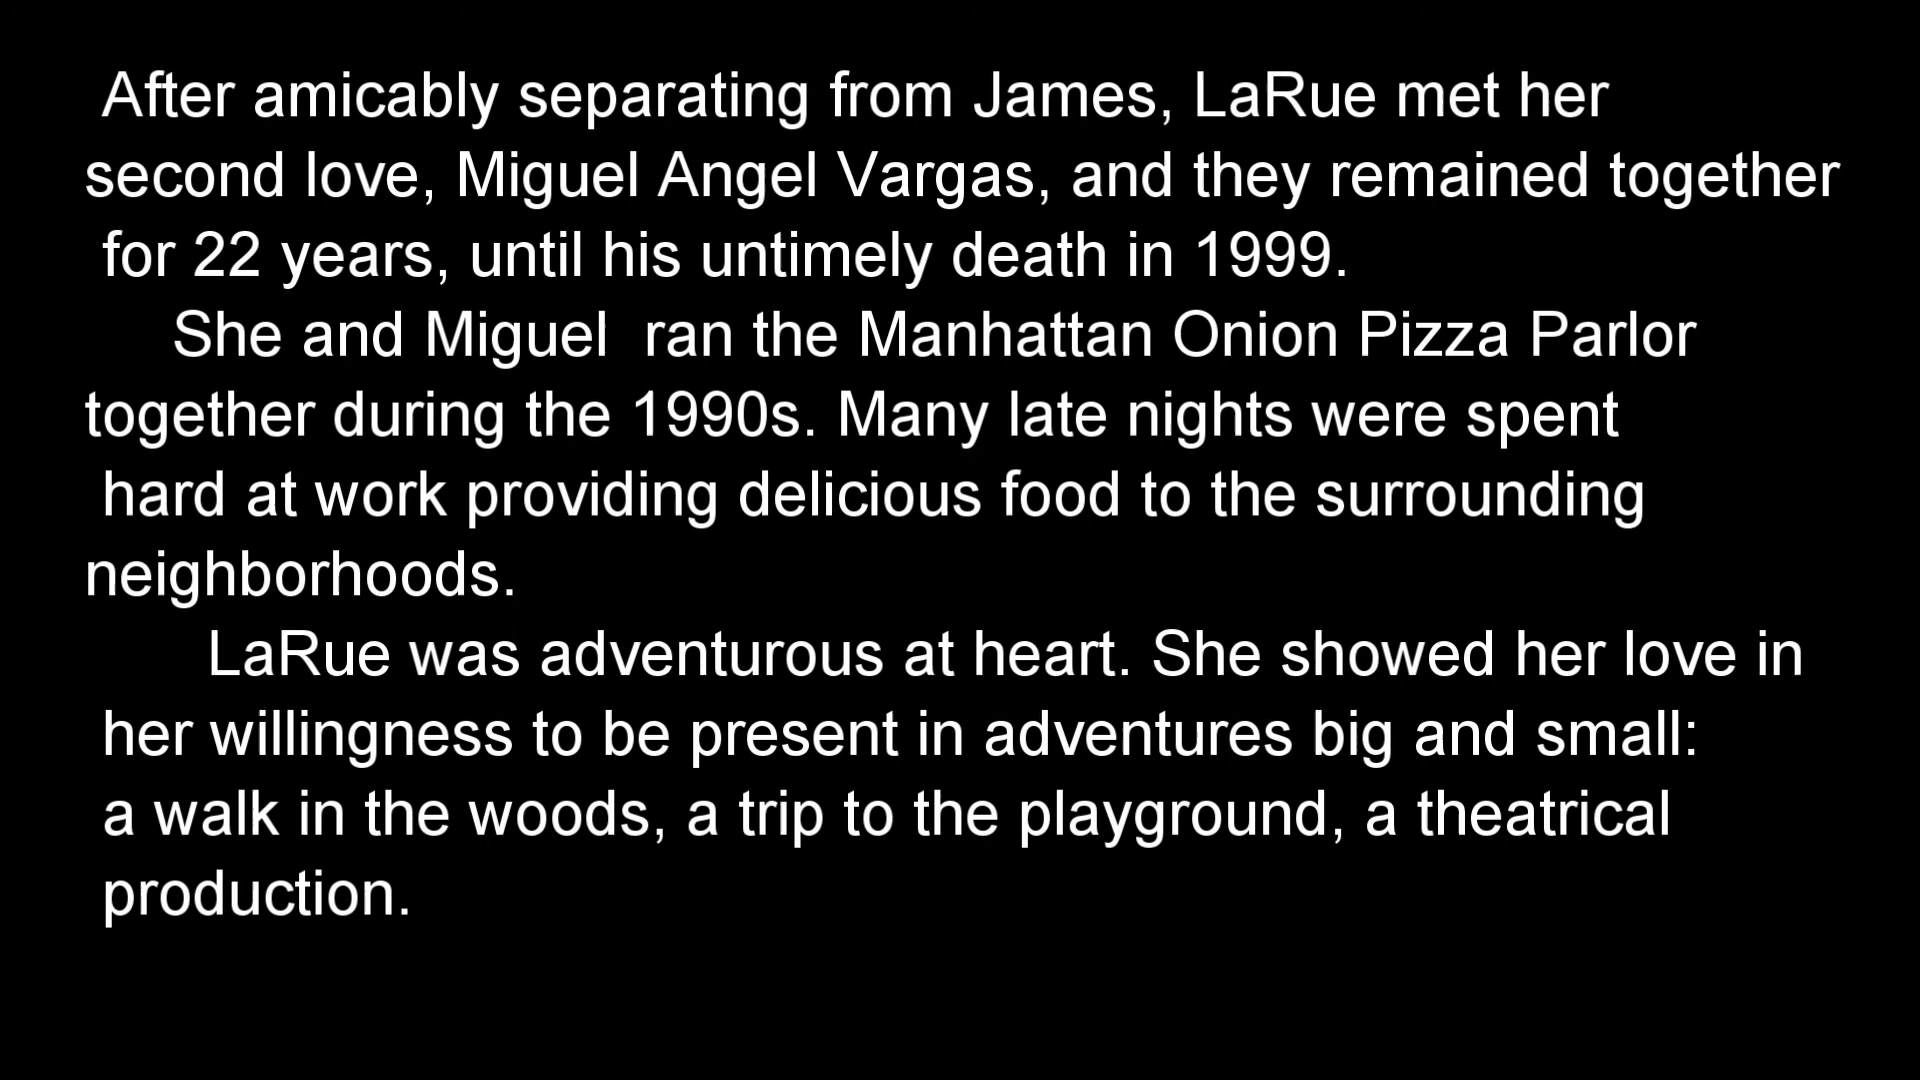 After amicably separating from James, LaRue met her
second love, Miguel Angel Vargas, and they remained together
for 22 years, until his untimely death in 1999.
She and Miguel  ran the Manhattan Onion Pizza Parlor
together during the 1990s. Many late nights were spent
hard at work providing delicious food to the surrounding
neighborhoods.
LaRue was adventurous at heart. She showed her love in
her willingness to be present in adventures big and small:
a walk in the woods, a trip to the playground, a theatrical
production.